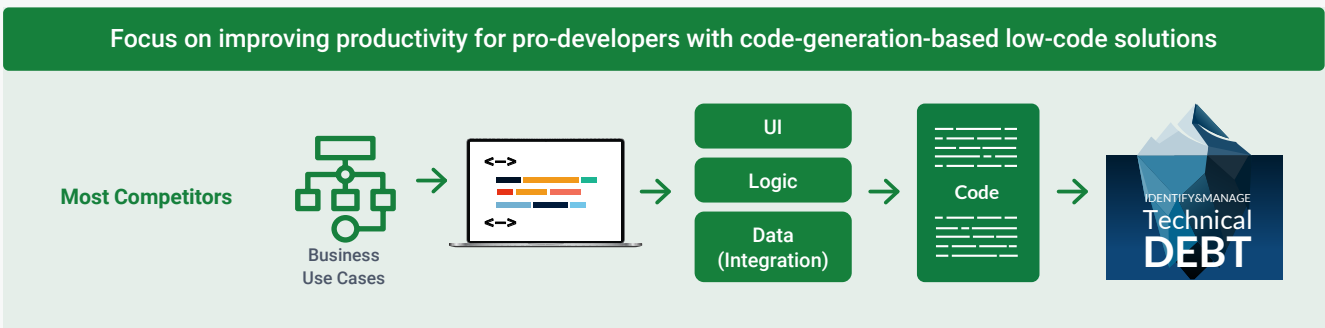 Focus on improving productivity for pro-developers with code-generation-based low-code solutions
Most Competitors
Business
Use Cases
<->
<->
UI
Logic
Data
(Integration)
Code
IDENTIFY&MANAGE
Technical
DEBT